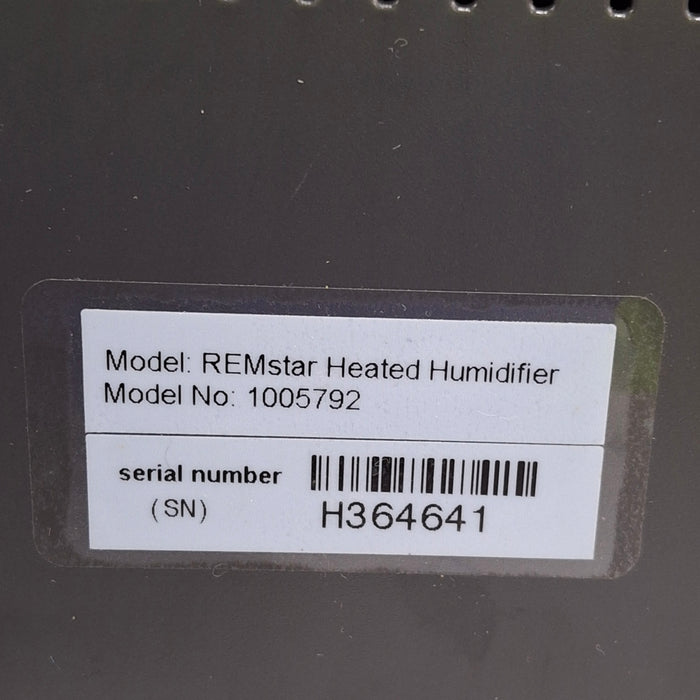 Model: REMstar Heated Humidifier
Model No: 1005792
serial number
(SN)
H364641